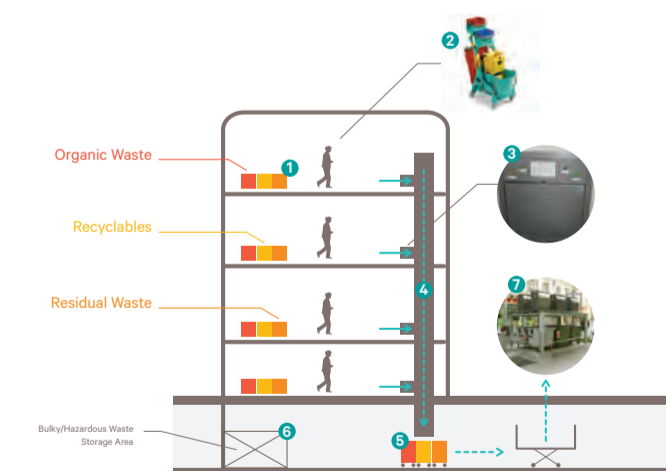 2
Organic Waste
1
3
Recyclables
Residual Waste
7
4
Bulky/Hazardous Waste
Storage Area
6
5